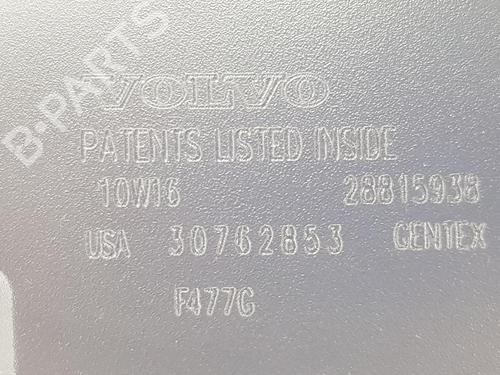 B-PARTS
VOLVO
PATENTS LISTED INSIDE
10W16 28815938
USA 30762853 GENTEX
F477G